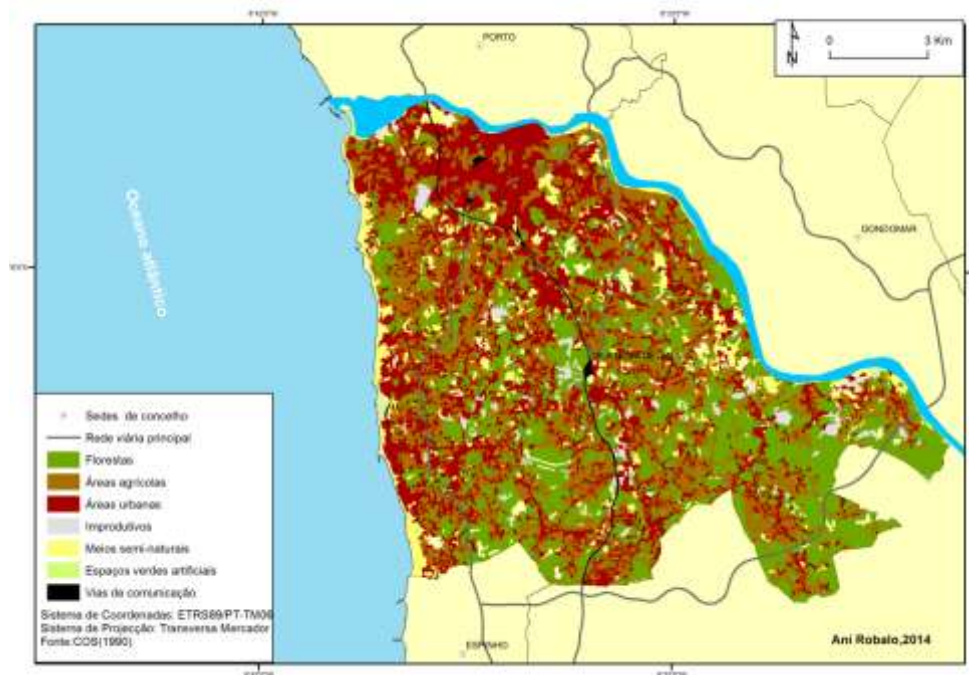 PORTO
0 3 Km
N
GONDOMAR
Oceano atlântico
Sedes de concelho
Rede viária principal
Florestas
Áreas agrícolas
Áreas urbanas
Improdutivos
Meios semi-naturais
Espaços verdes artificiais
Vias de comunicação
Sistema de Coordenadas: ETRS89/PT-TM06
Sistema de Projecção: Transversa Mercador
Fonte:COS(1990)
ESPINHO
Ani Robalo,2014